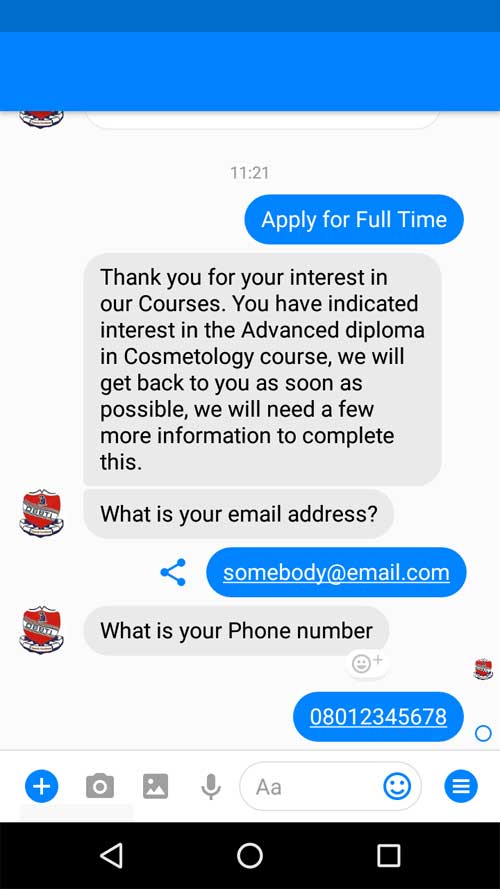 11:21
Apply for Full Time
Thank you for your interest in
our Courses. You have indicated
interest in the Advanced diploma
in Cosmetology course, we will
get back to you as soon as
possible, we will need a few
more information to complete
this.
What is your email address?
somebody@email.com
What is your Phone number
08012345678
Aa